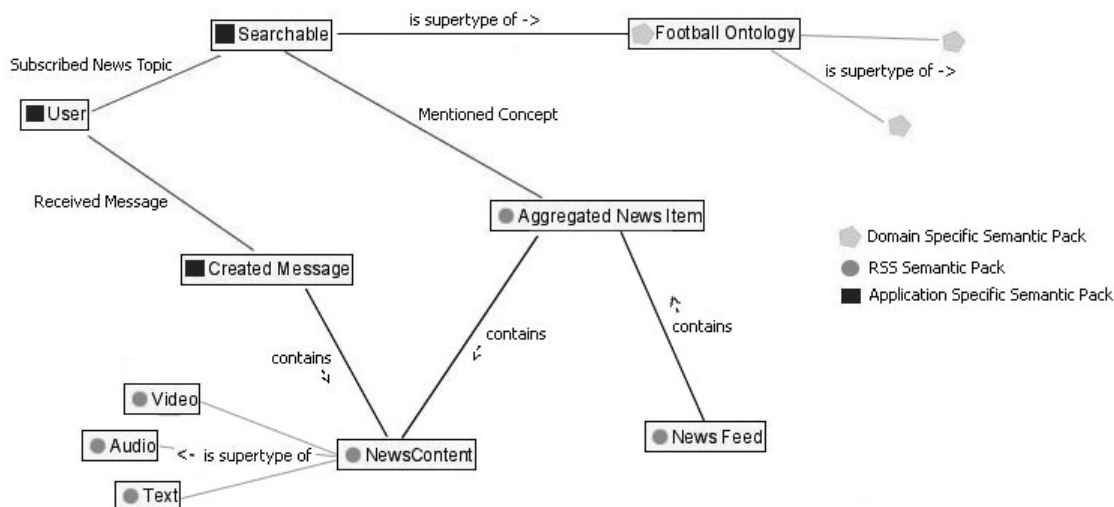 Searchable
is supertype of ->
Football Ontology
Subscribed News Topic
is supertype of ->
User
Mentioned Concept
Received Message
Aggregated News Item
Domain Specific Semantic Pack
Created Message
RSS Semantic Pack
Application Specific Semantic Pack
contains
contains
contains
Video
Audio
<- is supertype of
NewsContent
News Feed
Text